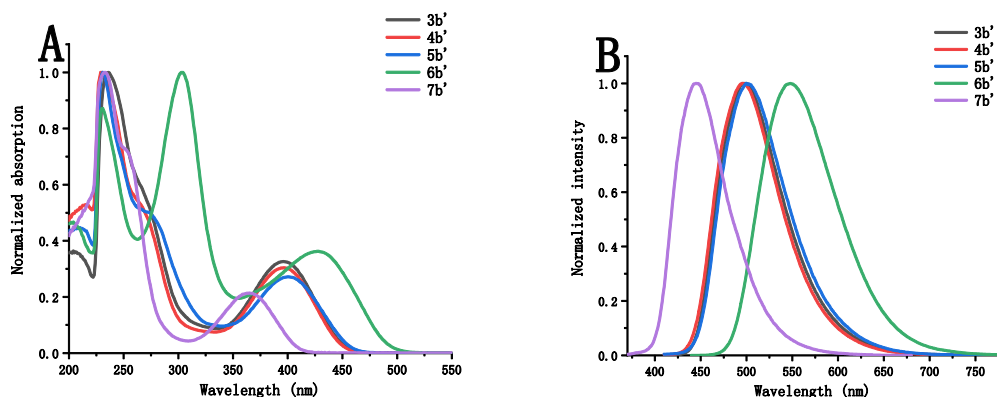 A
3b'
4b'
5b'
6b'
7b'
1.0
0.8
0.6
0.4
0.2
0.0
Normalized absorption
200 250 300 350 400 450 500 550
Wavelength (nm)
B
3b'
4b'
5b'
6b'
7b'
1.0
0.8
0.6
0.4
0.2
0.0
Normalized intensity
400 450 500 550 600 650 700 750
Wavelength (nm)